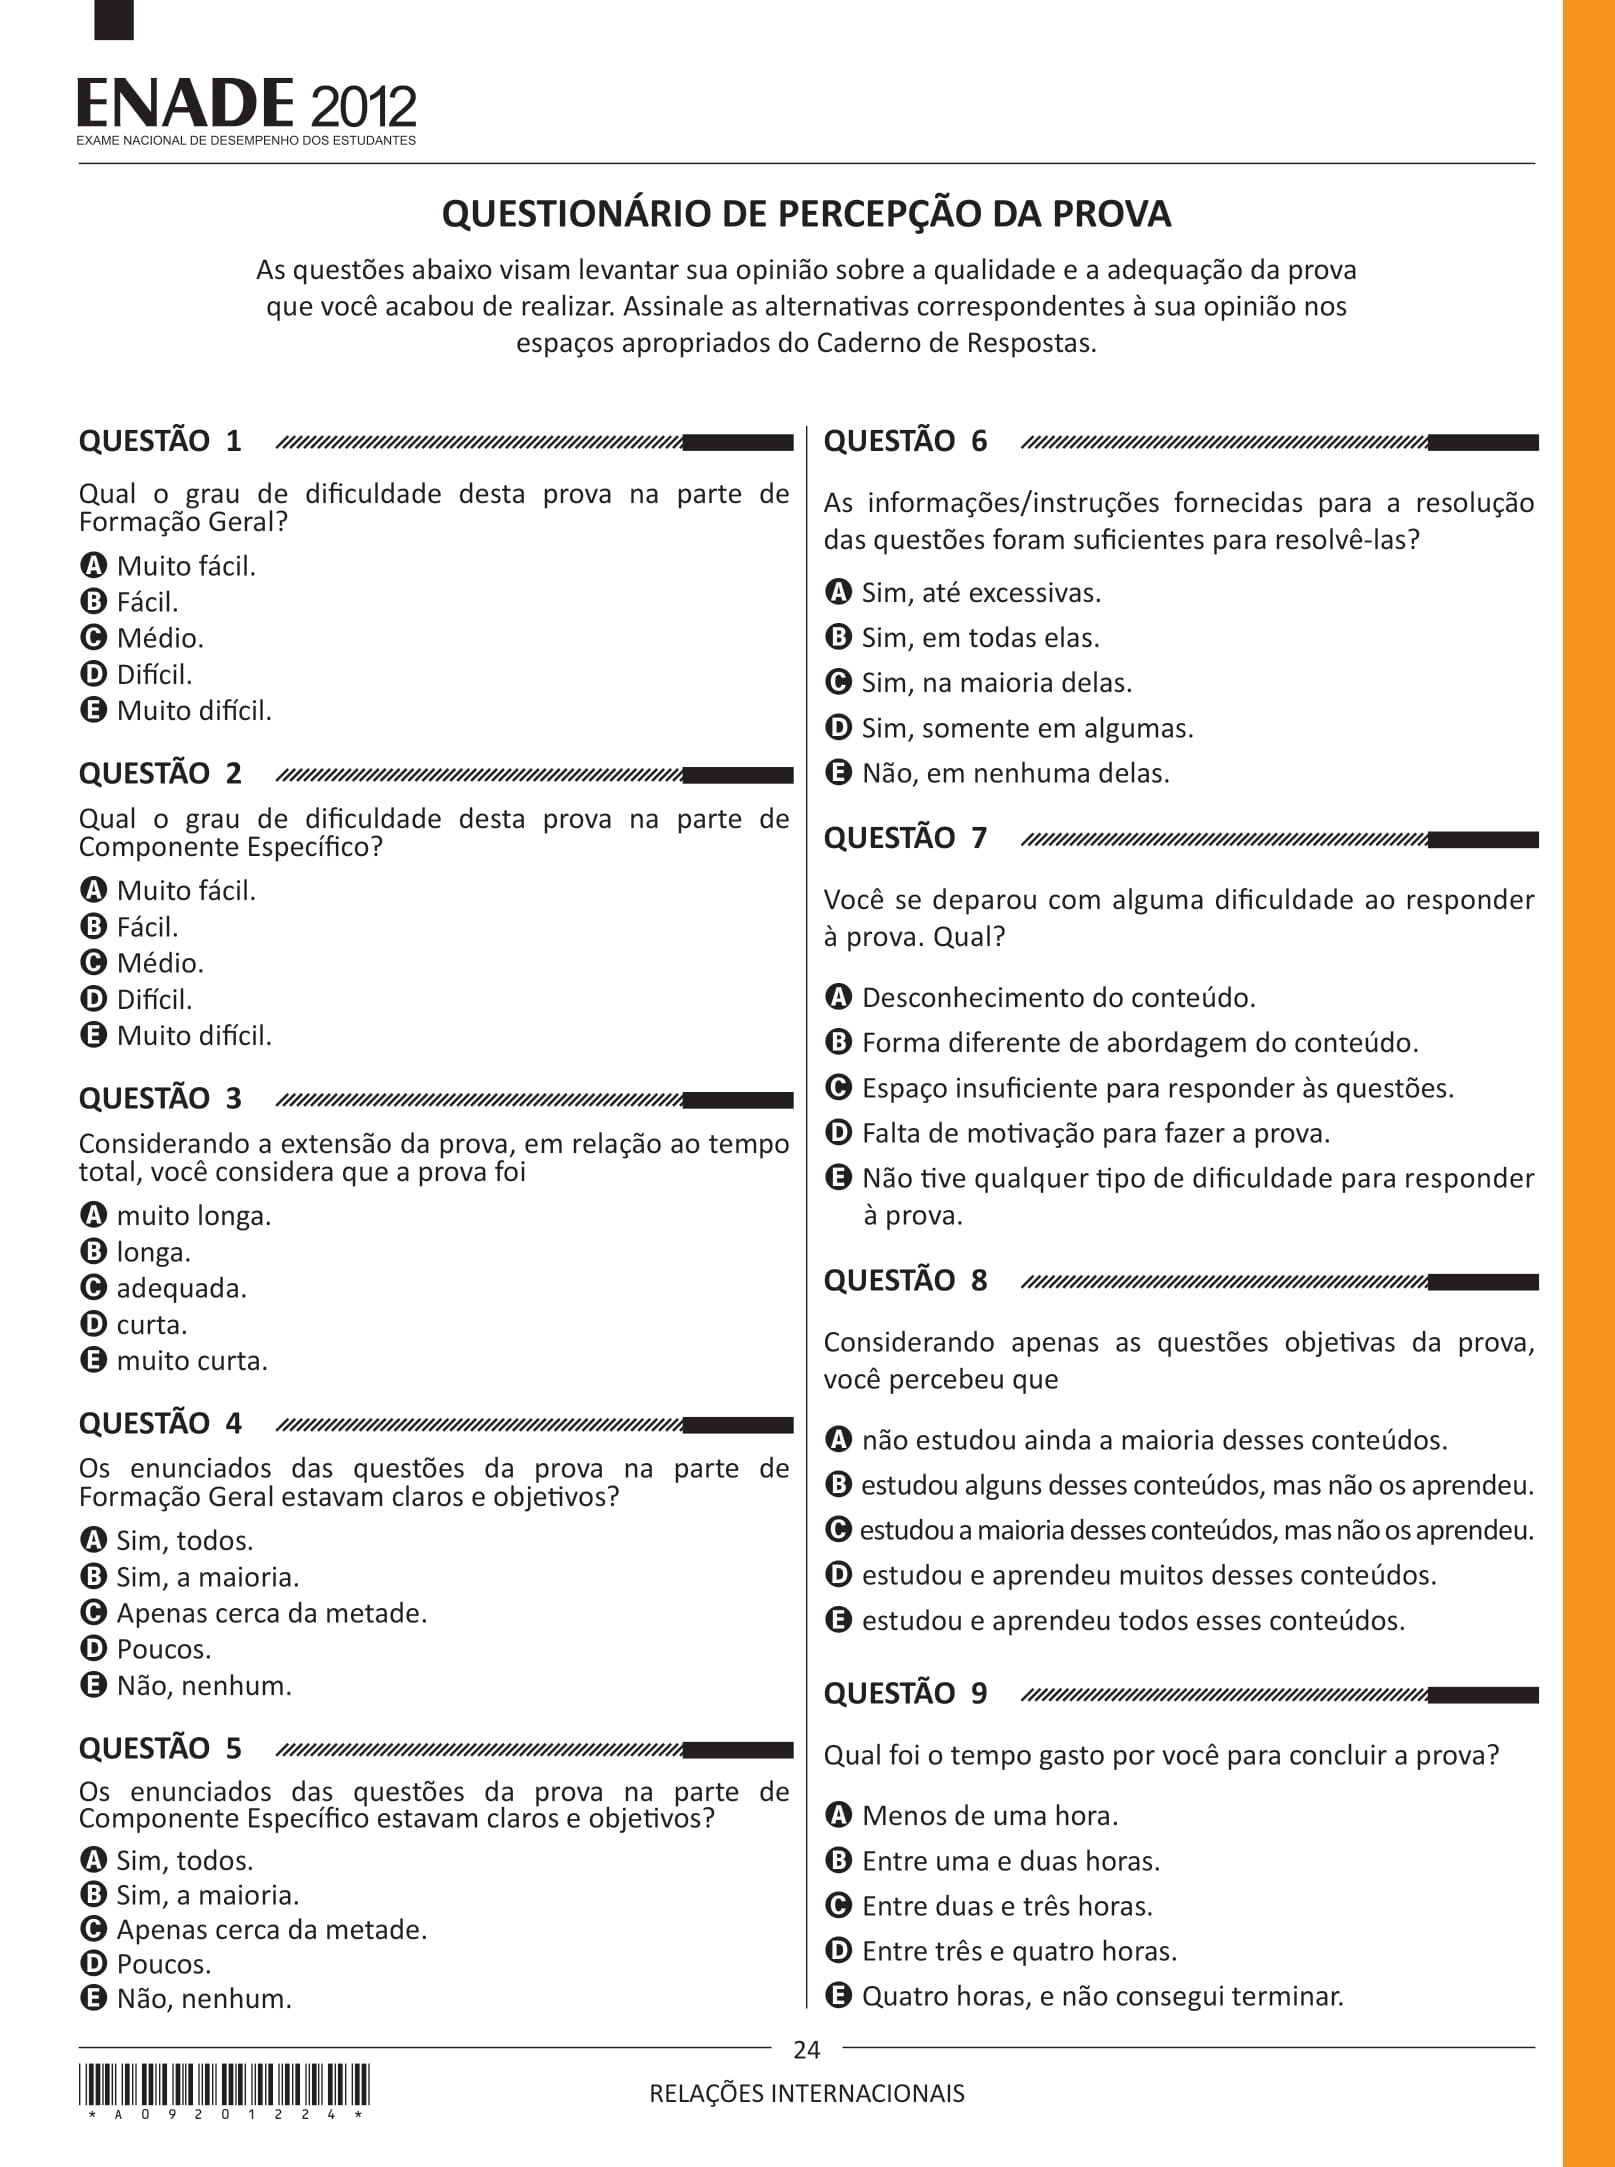 ENADE 2012
EXAME NACIONAL DE DESEMPENHO DOS ESTUDANTES
QUESTIONÁRIO DE PERCEPÇÃO DA PROVA
As questões abaixo visam levantar sua opinião sobre a qualidade e a adequação da prova
que você acabou de realizar. Assinale as alternativas correspondentes à sua opinião nos
espaços apropriados do Caderno de Respostas.
QUESTÃO 1
Qual o grau de dificuldade desta prova na parte de
Formação Geral?
A Muito fácil.
B Fácil.
C Médio.
D Difícil.
E Muito difícil.
QUESTÃO 2
Qual o grau de dificuldade desta prova na parte de
Componente Específico?
A Muito fácil.
B Fácil.
C Médio.
D Difícil.
E Muito difícil.
QUESTÃO 3
Considerando a extensão da prova, em relação ao tempo
total, você considera que a prova foi
A muito longa.
B longa.
C adequada.
D curta.
E muito curta.
QUESTÃO 4
Os enunciados das questões da prova na parte de
Formação Geral estavam claros e objetivos?
A Sim, todos.
B Sim, a maioria.
C Apenas cerca da metade.
D Poucos.
E Não, nenhum.
QUESTÃO 5
Os enunciados das questões da prova na parte de
Componente Específico estavam claros e objetivos?
A Sim, todos.
B Sim, a maioria.
C Apenas cerca da metade.
D Poucos.
E Não, nenhum.
QUESTÃO 6
As informações/instruções fornecidas para a resolução
das questões foram suficientes para resolvê-las?
A Sim, até excessivas.
B Sim, em todas elas.
C Sim, na maioria delas.
D Sim, somente em algumas.
E Não, em nenhuma delas.
QUESTÃO 7
Você se deparou com alguma dificuldade ao responder
à prova. Qual?
A Desconhecimento do conteúdo.
B Forma diferente de abordagem do conteúdo.
C Espaço insuficiente para responder às questões.
D Falta de motivação para fazer a prova.
E Não tive qualquer tipo de dificuldade para responder
à prova.
QUESTÃO 8
Considerando apenas as questões objetivas da prova,
você percebeu que
A não estudou ainda a maioria desses conteúdos.
B estudou alguns desses conteúdos, mas não os aprendeu.
C estudou a maioria desses conteúdos, mas não os aprendeu.
D estudou e aprendeu muitos desses conteúdos.
E estudou e aprendeu todos esses conteúdos.
QUESTÃO 9
Qual foi o tempo gasto por você para concluir a prova?
A Menos de uma hora.
B Entre uma e duas horas.
C Entre duas e três horas.
D Entre três e quatro horas.
E Quatro horas, e não consegui terminar.
24
RELAÇÕES INTERNACIONAIS
*A09201224*